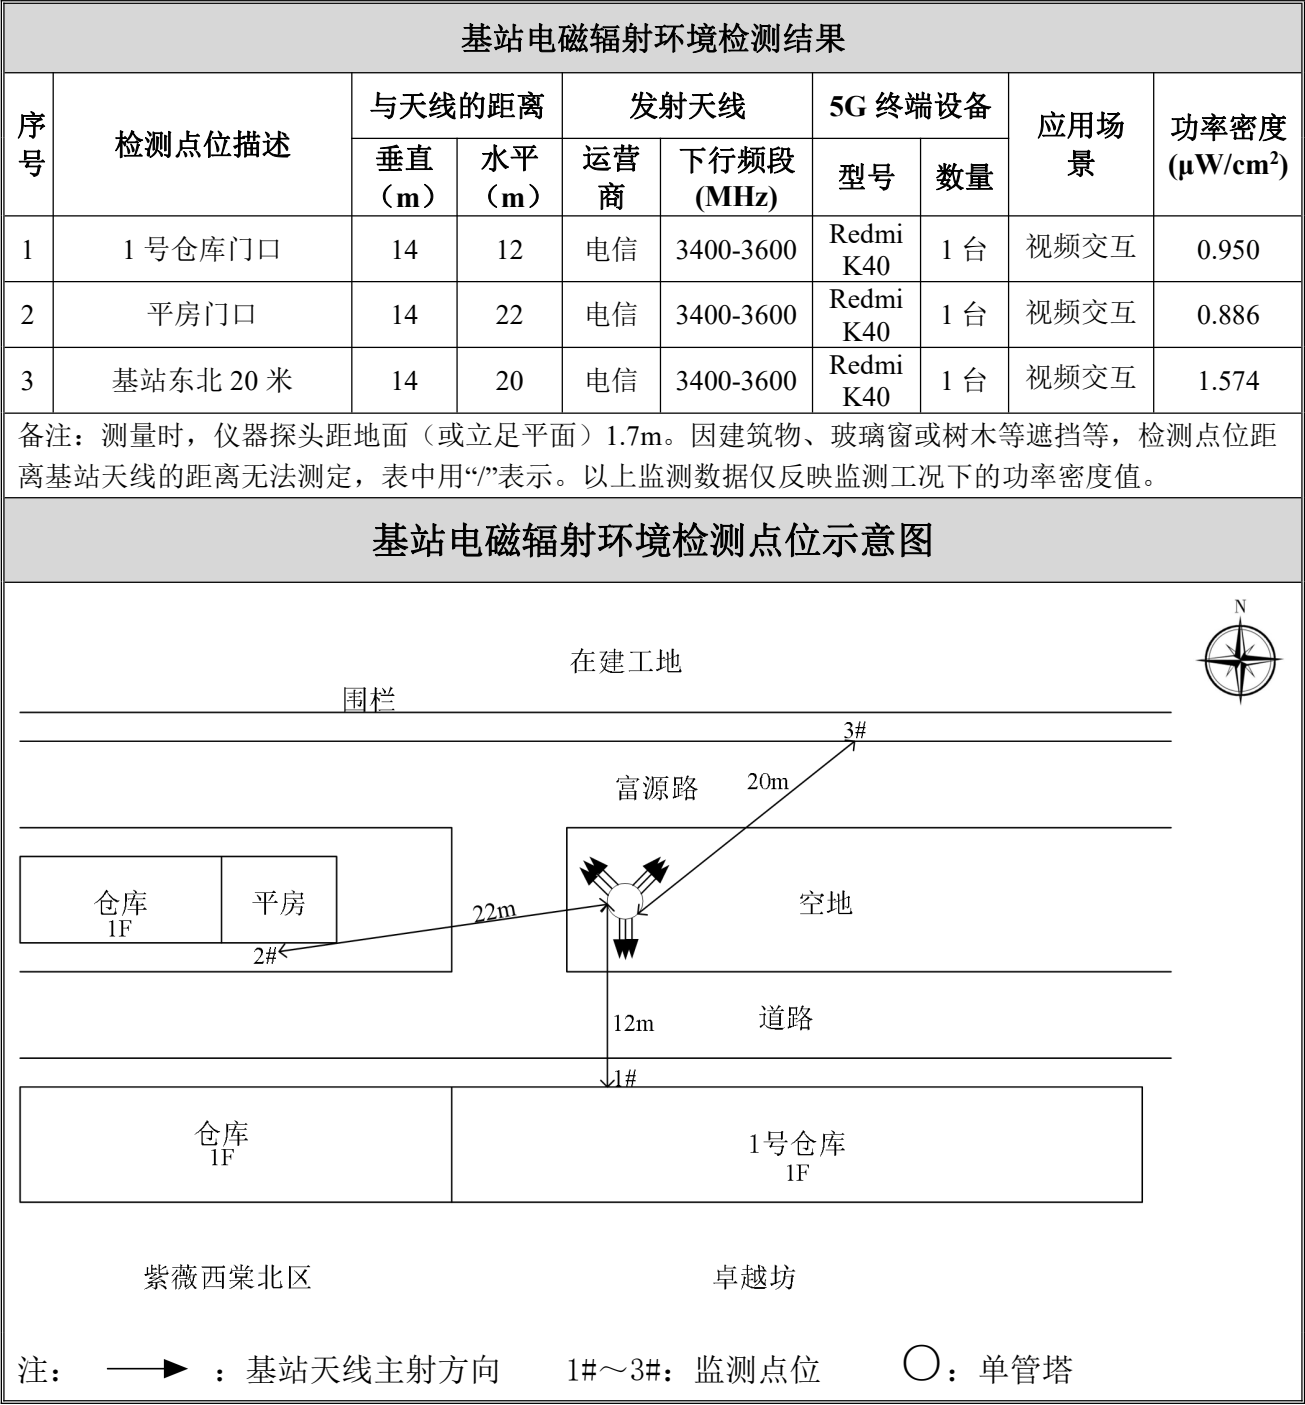 基站电磁辐射环境检测结果
序号 检测点位描述 与天线的距离 发射天线 5G 终端设备 应用场景 功率密度(μW/cm²)
垂直（m） 水平（m） 运营商 下行频段(MHz) 型号 数量
1 1 号仓库门口 14 12 电信 3400-3600 Redmi K40 1 台 视频交互 0.950
2 平房门口 14 22 电信 3400-3600 Redmi K40 1 台 视频交互 0.886
3 基站东北 20 米 14 20 电信 3400-3600 Redmi K40 1 台 视频交互 1.574
备注：测量时，仪器探头距地面（或立足平面）1.7m。因建筑物、玻璃窗或树木等遮挡等，检测点位距
离基站天线的距离无法测定，表中用“/”表示。以上监测数据仅反映监测工况下的功率密度值。
基站电磁辐射环境检测点位示意图
N
在建工地
围栏
3#
富源路 20m
仓库 平房 空地
1F
22m
2#
12m 道路
1#
仓库 1号仓库
1F 1F
紫薇西棠北区 卓越坊
注： ：基站天线主射方向 1#～3#：监测点位 ：单管塔